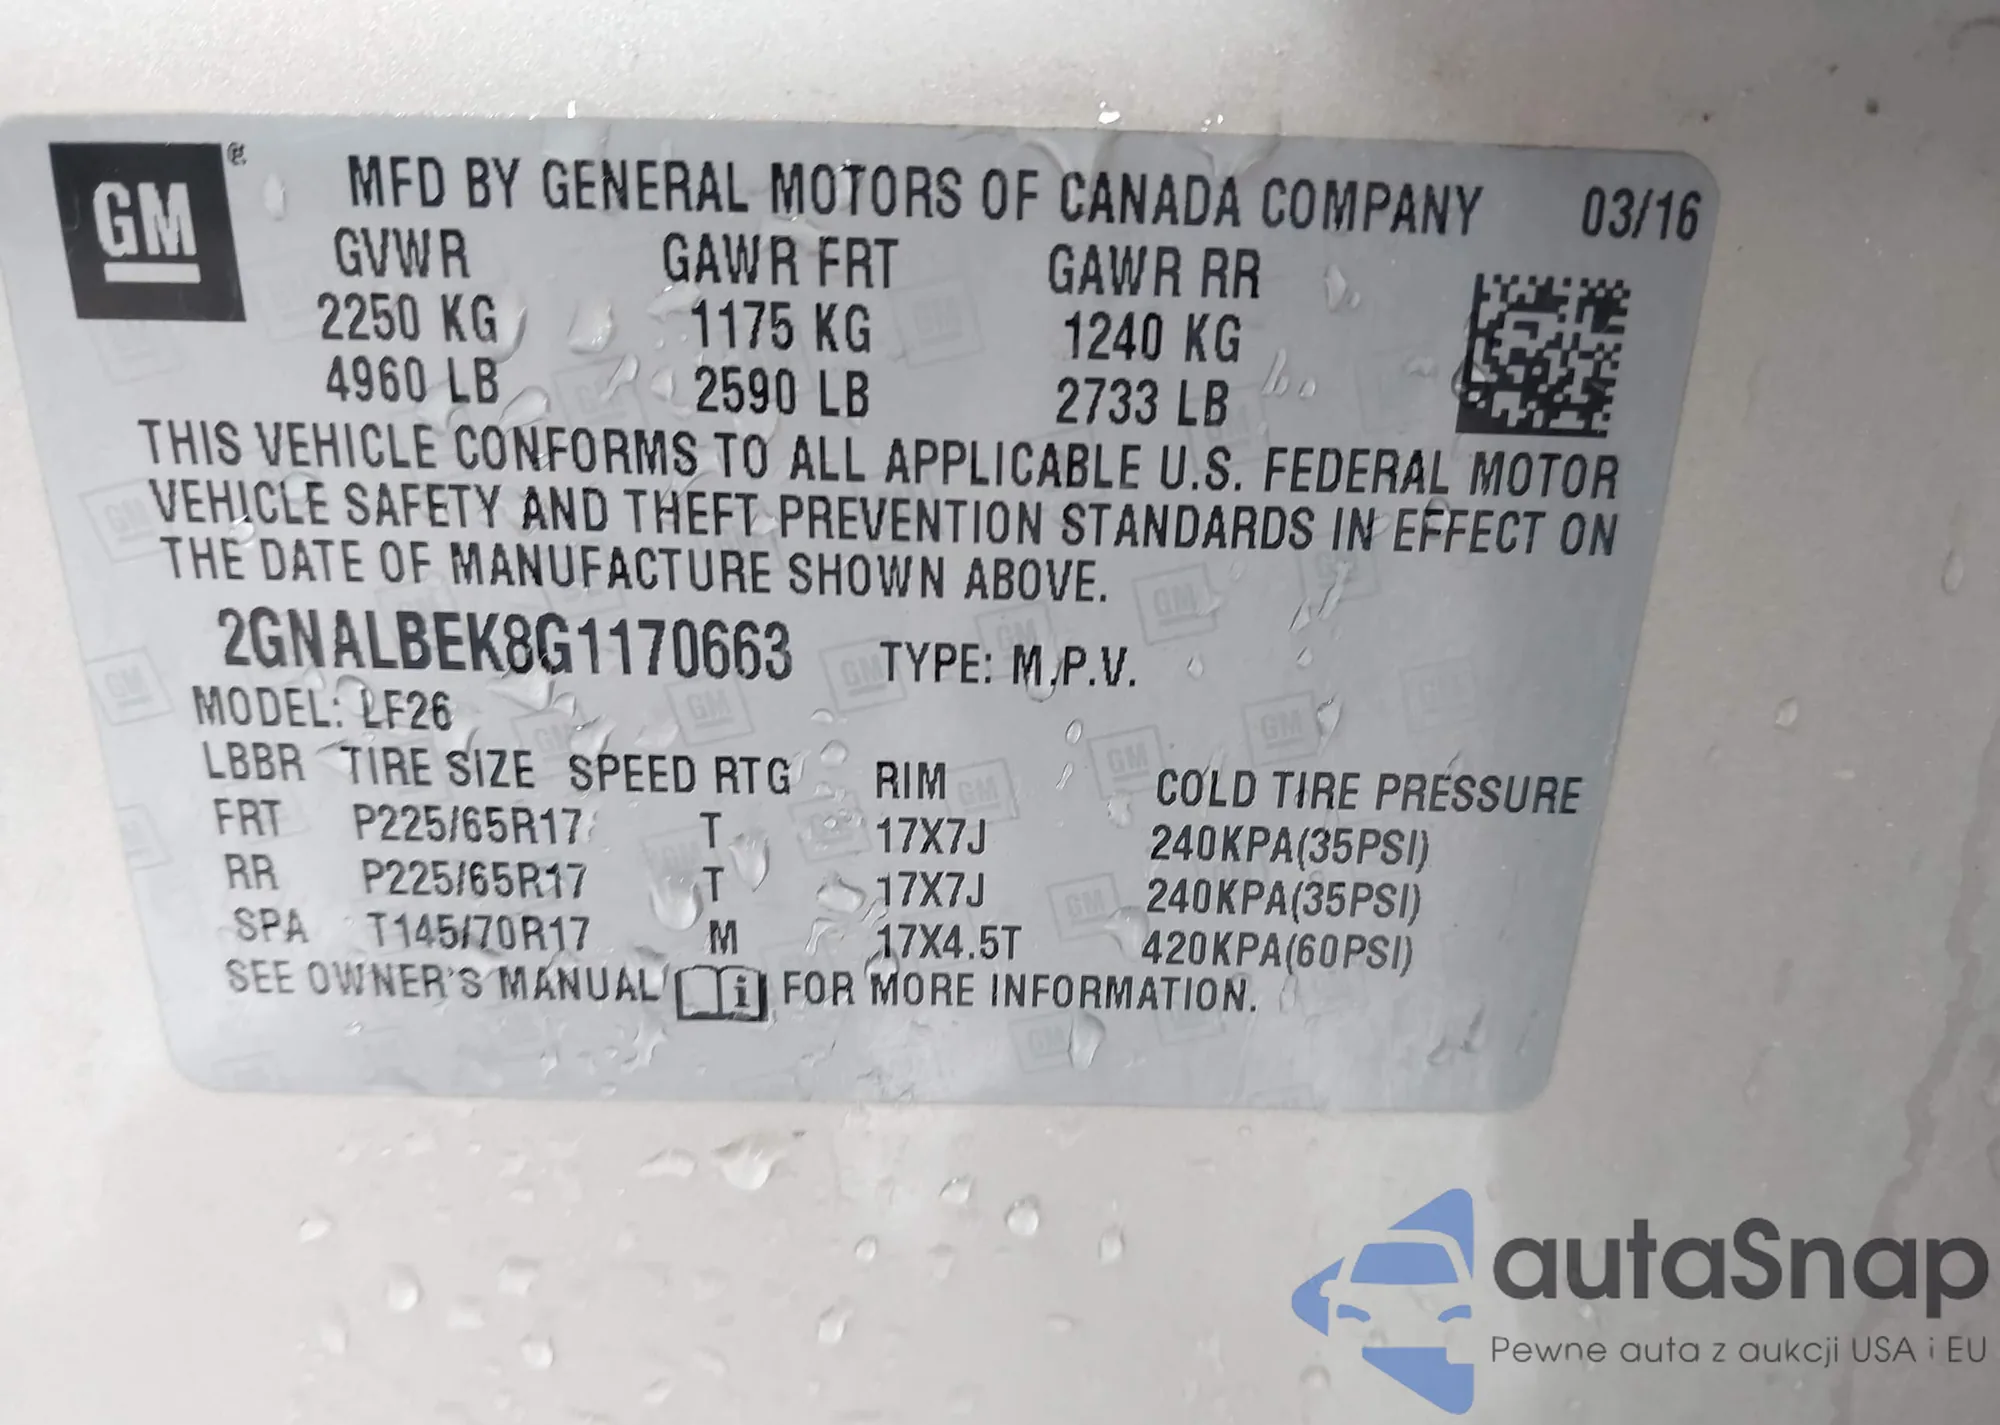 GM ® MFD BY GENERAL MOTORS OF CANADA COMPANY 03/16
GVWR GAWR FRT GAWR RR
2250 KG 1175 KG 1240 KG
4960 LB 2590 LB 2733 LB
THIS VEHICLE CONFORMS TO ALL APPLICABLE U.S. FEDERAL MOTOR
VEHICLE SAFETY AND THEFT PREVENTION STANDARDS IN EFFECT ON
THE DATE OF MANUFACTURE SHOWN ABOVE.
2GNALBEK8G1170663 TYPE: M.P.V.
MODEL: LF26
LBBR TIRE SIZE SPEED RTG RIM COLD TIRE PRESSURE
FRT P225/65R17 T 17X7J 240KPA(35PSI)
RR P225/65R17 T 17X7J 240KPA(35PSI)
SPA T145/70R17 M 17X4.5T 420KPA(60PSI)
SEE OWNER'S MANUAL i FOR MORE INFORMATION.
autaSnap
Pewne auta z aukcji USA i EU